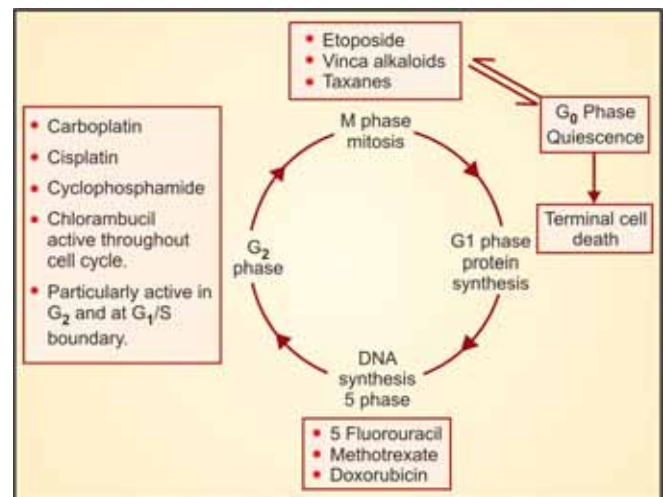 • Etoposide
• Vinca alkaloids
• Taxanes
G0 Phase
Quiescence
Terminal cell
death
• Carboplatin
• Cisplatin
• Cyclophosphamide
• Chlorambucil
active throughout
cell cycle.
• Particularly active in
G2 and at G1/S
boundary.
M phase
mitosis
G1 phase
protein
synthesis
G2
phase
DNA
synthesis
5 phase
• 5 Fluorouracil
• Methotrexate
• Doxorubicin